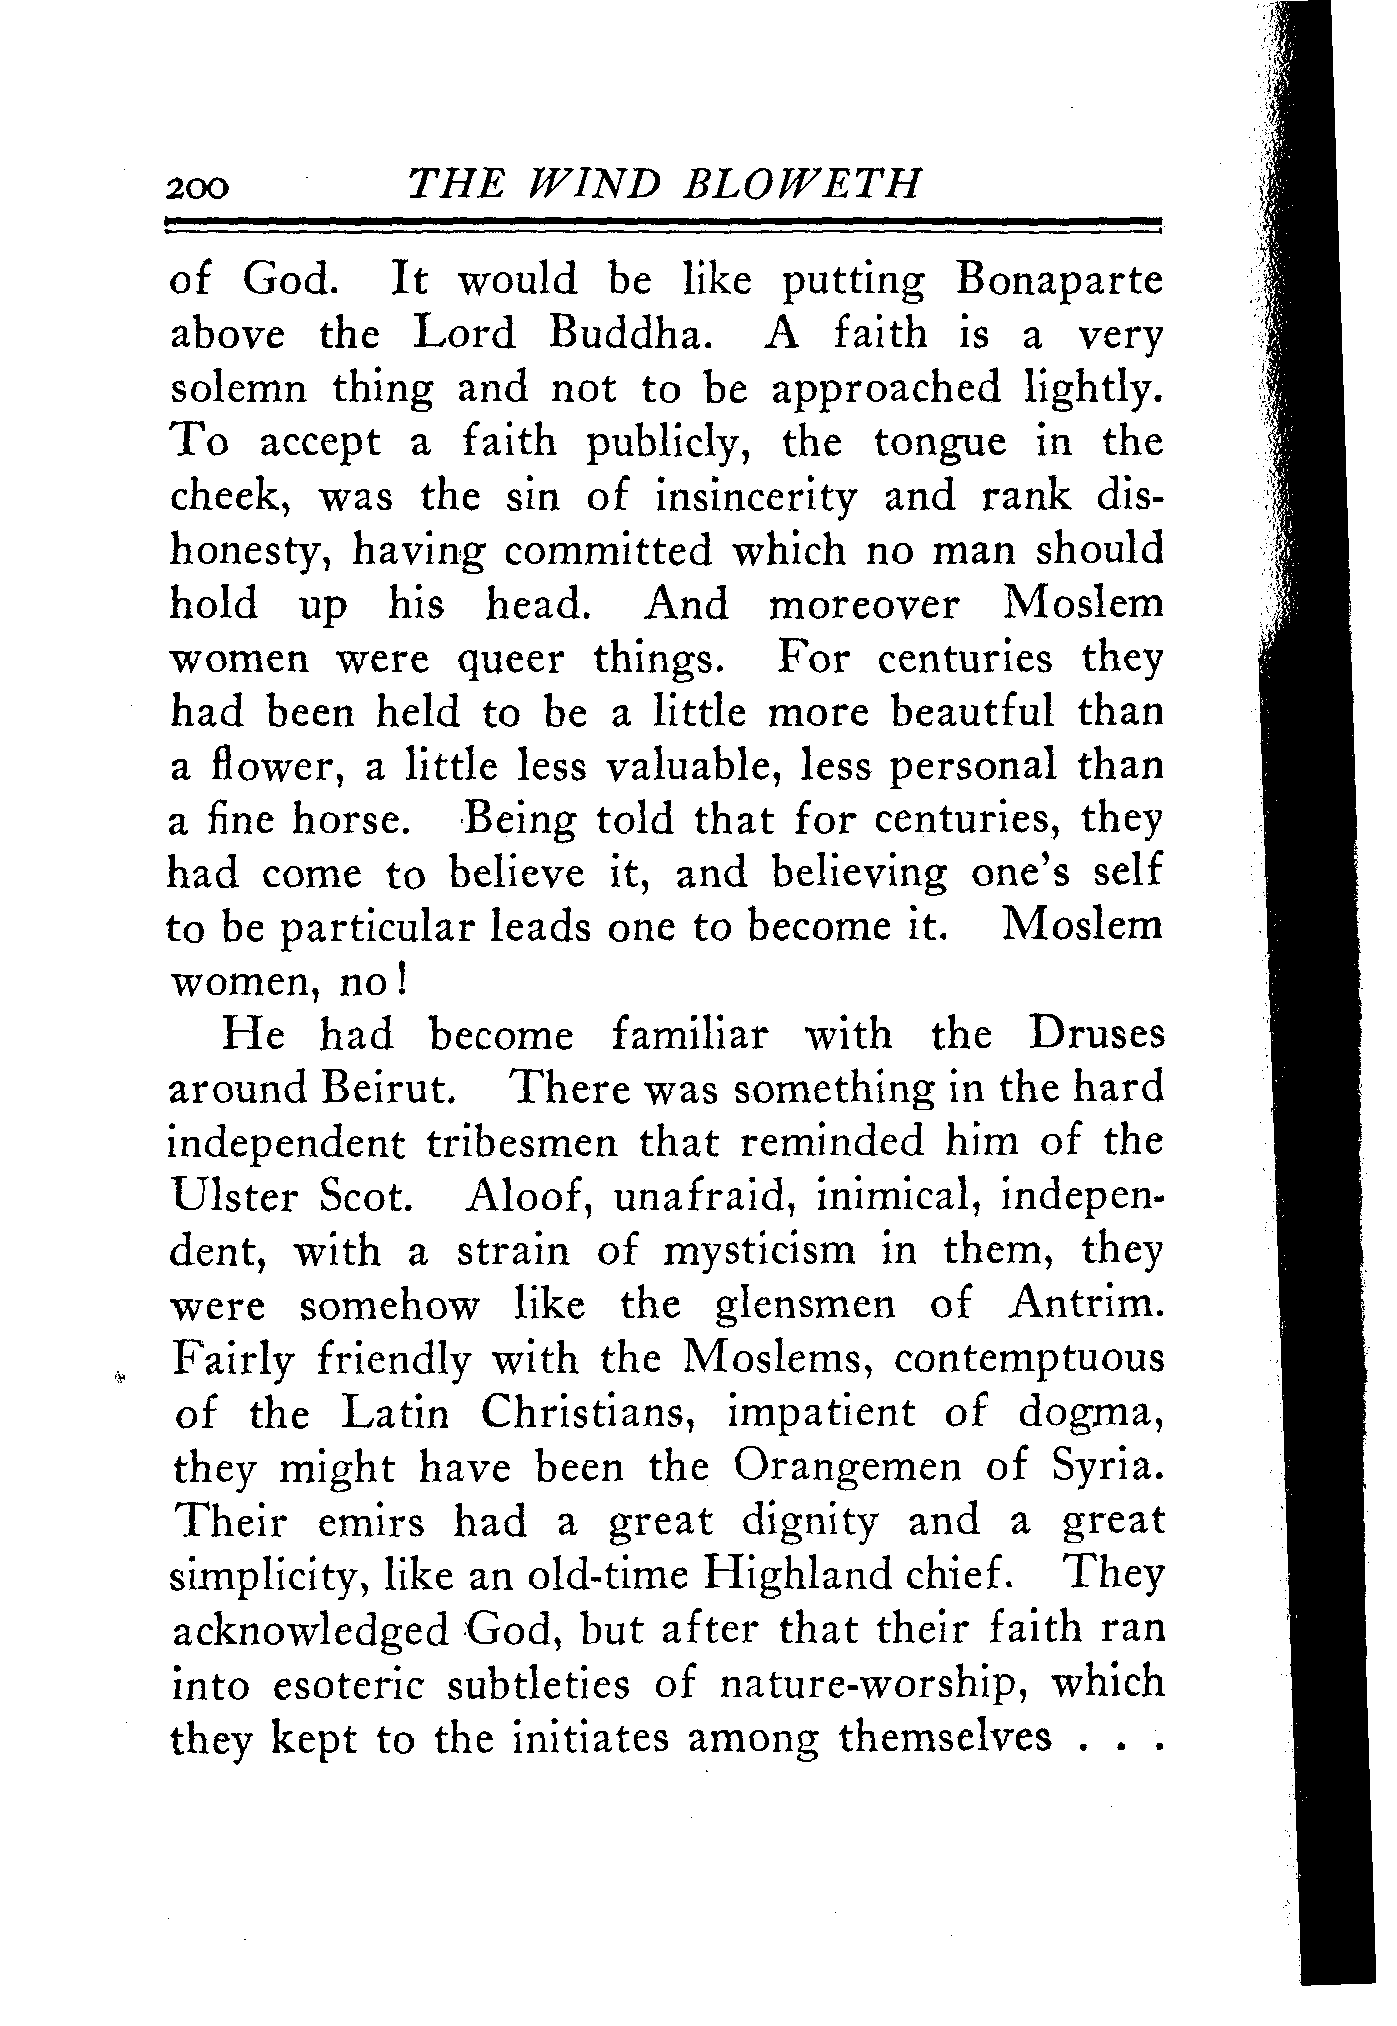 200 THE WIND BLOWETH
of God. It would be like putting Bonaparte
above the Lord Buddha. A faith is a very
solemn thing and not to be approached lightly.
To accept a faith publicly, the tongue in the
cheek, was the sin of insincerity and rank dis-
honesty, having committed which no man should
hold up his head. And moreover Moslem
women were queer things. For centuries they
had been held to be a little more beautful than
a flower, a little less valuable, less personal than
a fine horse. Being told that for centuries, they
had come to believe it, and believing one's self
to be particular leads one to become it. Moslem
women, no!
He had become familiar with the Druses
around Beirut. There was something in the hard
independent tribesmen that reminded him of the
Ulster Scot. Aloof, unafraid, inimical, indepen-
dent, with a strain of mysticism in them, they
were somehow like the glensmen of Antrim.
Fairly friendly with the Moslems, contemptuous
of the Latin Christians, impatient of dogma,
they might have been the Orangemen of Syria.
Their emirs had a great dignity and a great
simplicity, like an old-time Highland chief. They
acknowledged God, but after that their faith ran
into esoteric subtleties of nature-worship, which
they kept to the initiates among themselves . . .